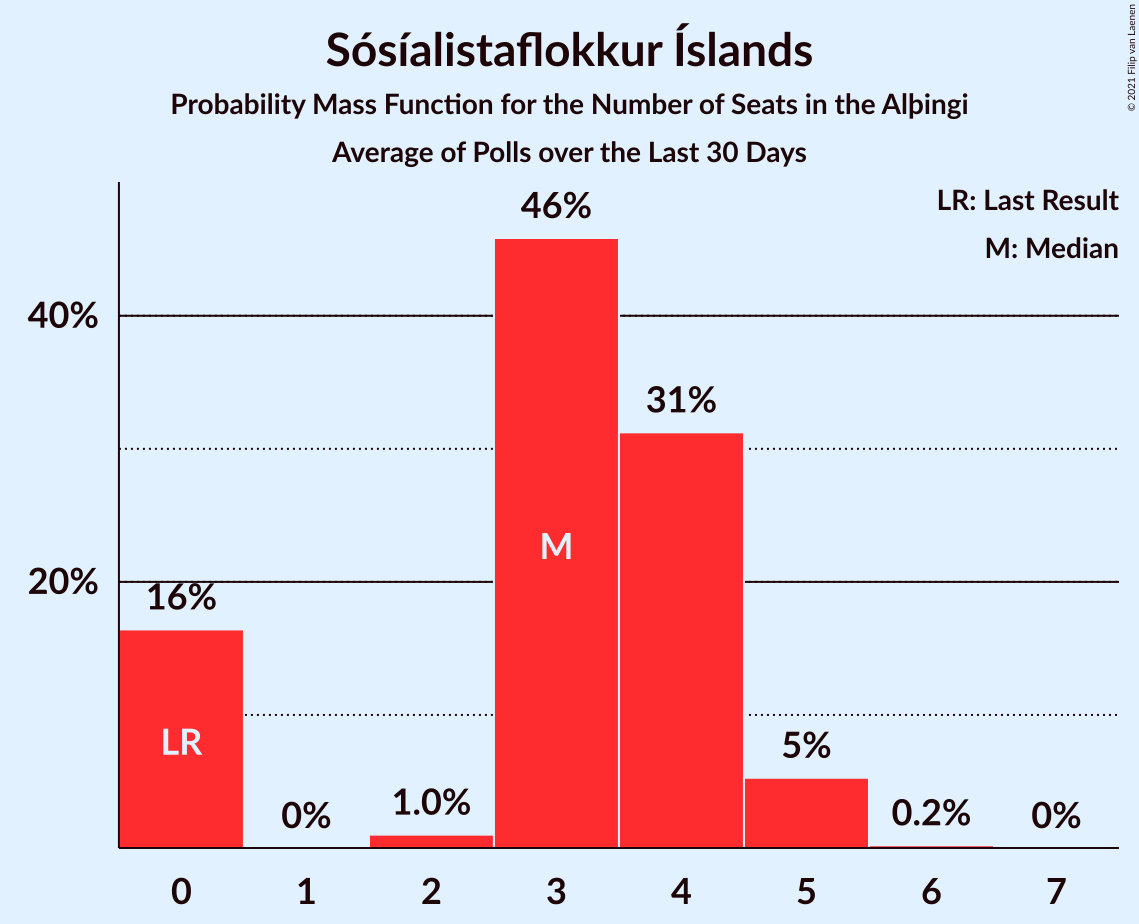 Sósíalistaflokkur Íslands
Probability Mass Function for the Number of Seats in the Alþingi
Average of Polls over the Last 30 Days
© 2021 Filip van Laenen
LR: Last Result
M: Median
46%
40%
31%
M
20%
16%
LR
5%
1.0%
0.2%
0%
0%
0 1 2 3 4 5 6 7